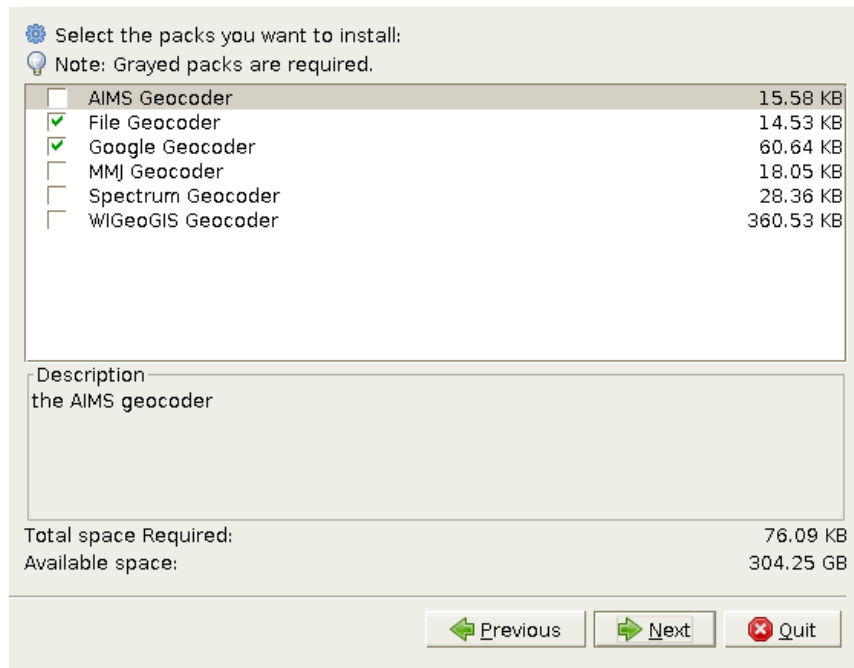 Select the packs you want to install:
Note: Grayed packs are required.
AIMS Geocoder 15.58 KB
File Geocoder 14.53 KB
Google Geocoder 60.64 KB
MMJ Geocoder 18.05 KB
Spectrum Geocoder 28.36 KB
WIGeoGIS Geocoder 360.53 KB
Description
the AIMS geocoder
Total space Required: 76.09 KB
Available space: 304.25 GB
Previous Next Quit